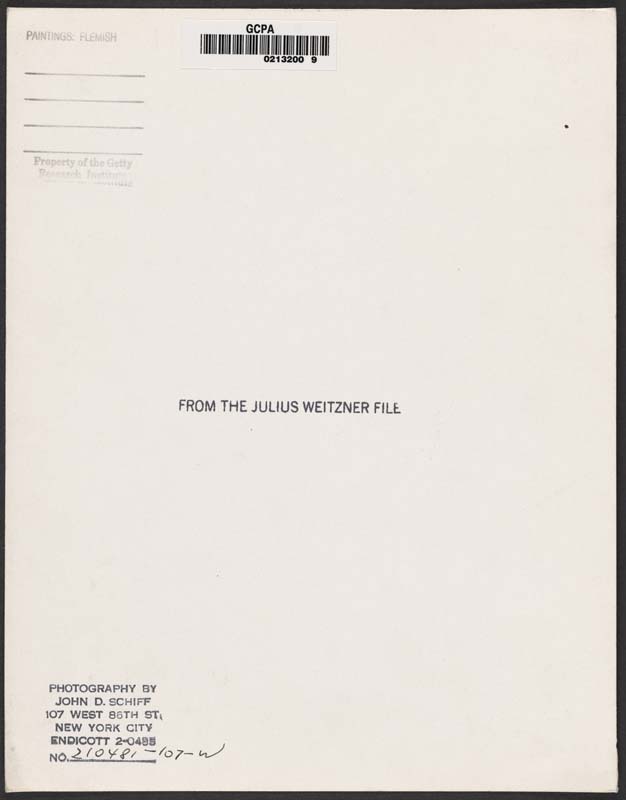 PAINTINGS: FLEMISH
GCPA
0213200 9
Property of the Getty
Research Institute
FROM THE JULIUS WEITZNER FILE
PHOTOGRAPHY BY
JOHN D. SCHIFF
107 WEST 86TH ST.
NEW YORK CITY
ENDICOTT 2-0485
NO. 210481-107-W